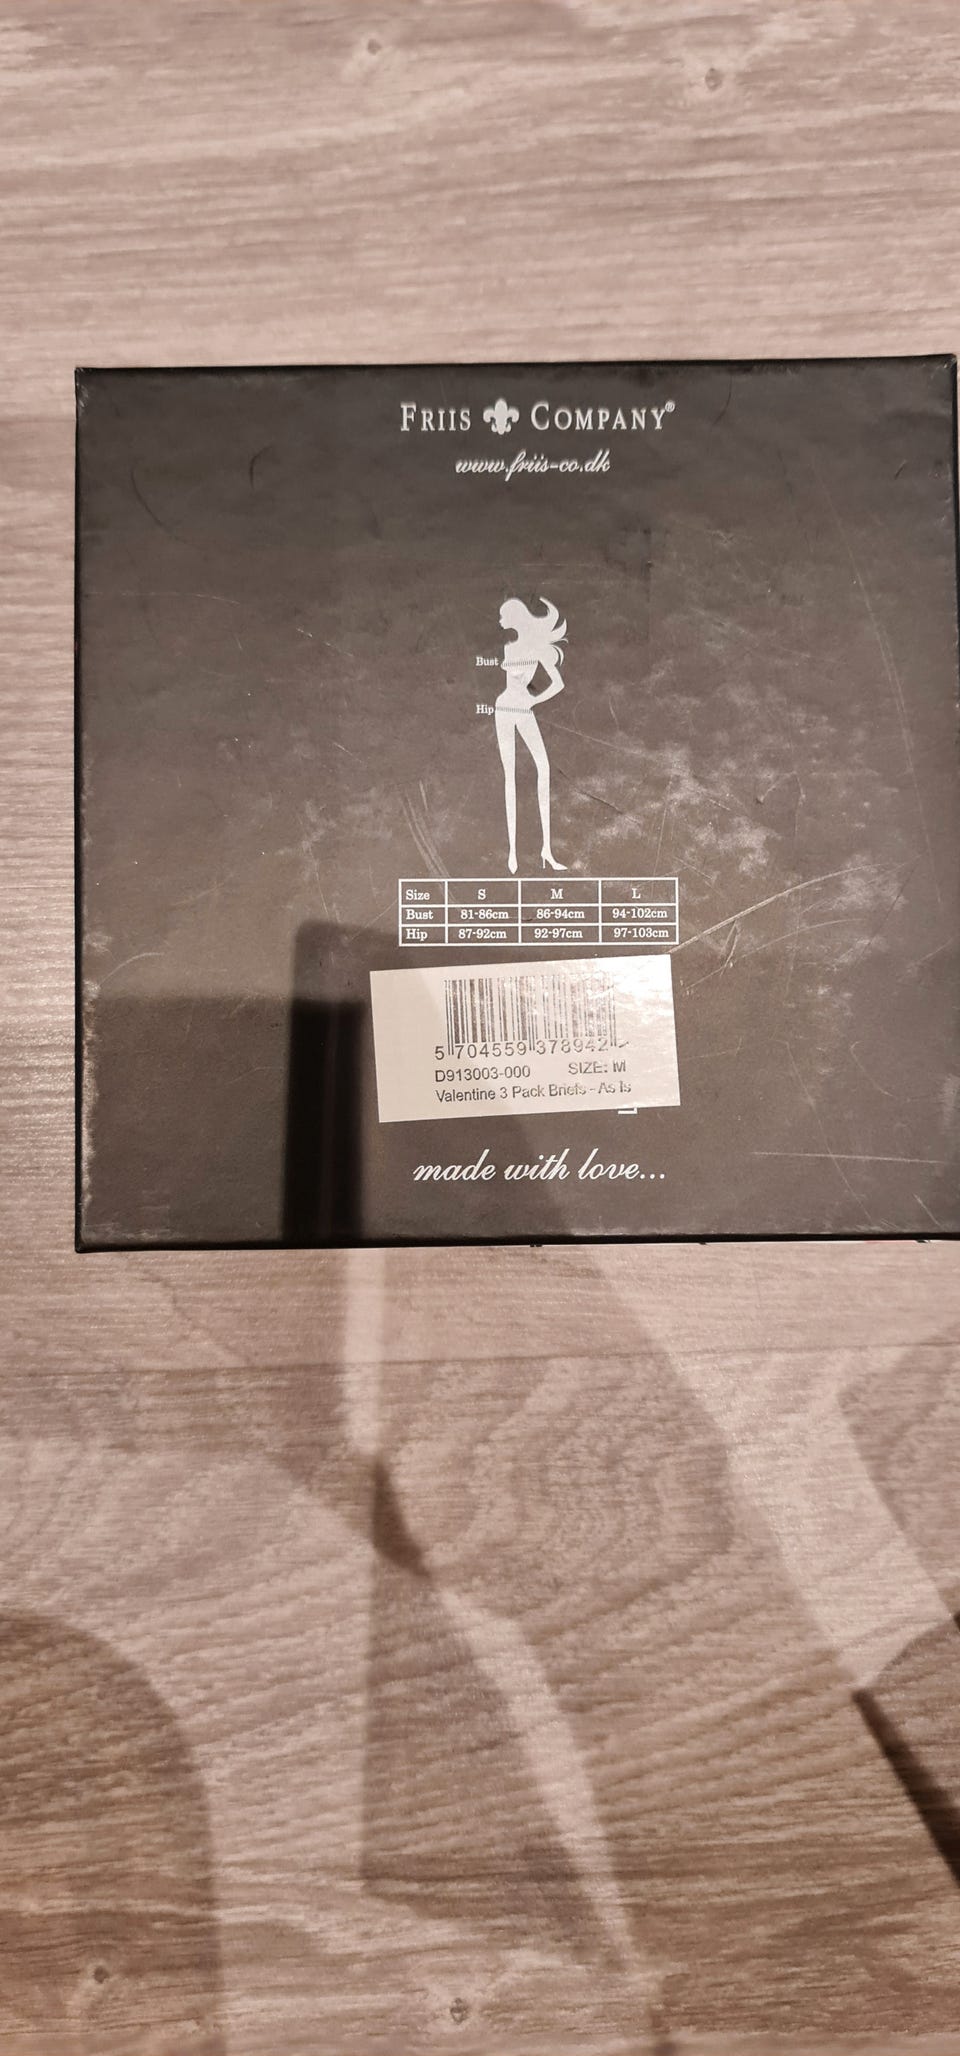 FRIIS COMPANY®
www.friis-co.dk
Bust
Hip
Size S M L
Bust 81-86cm 86-94cm 94-102cm
Hip 87-92cm 92-97cm 97-103cm
5 704559 378942 >
D913003-000 SIZE: M
Valentine 3 Pack Briefs - As Is
made with love...